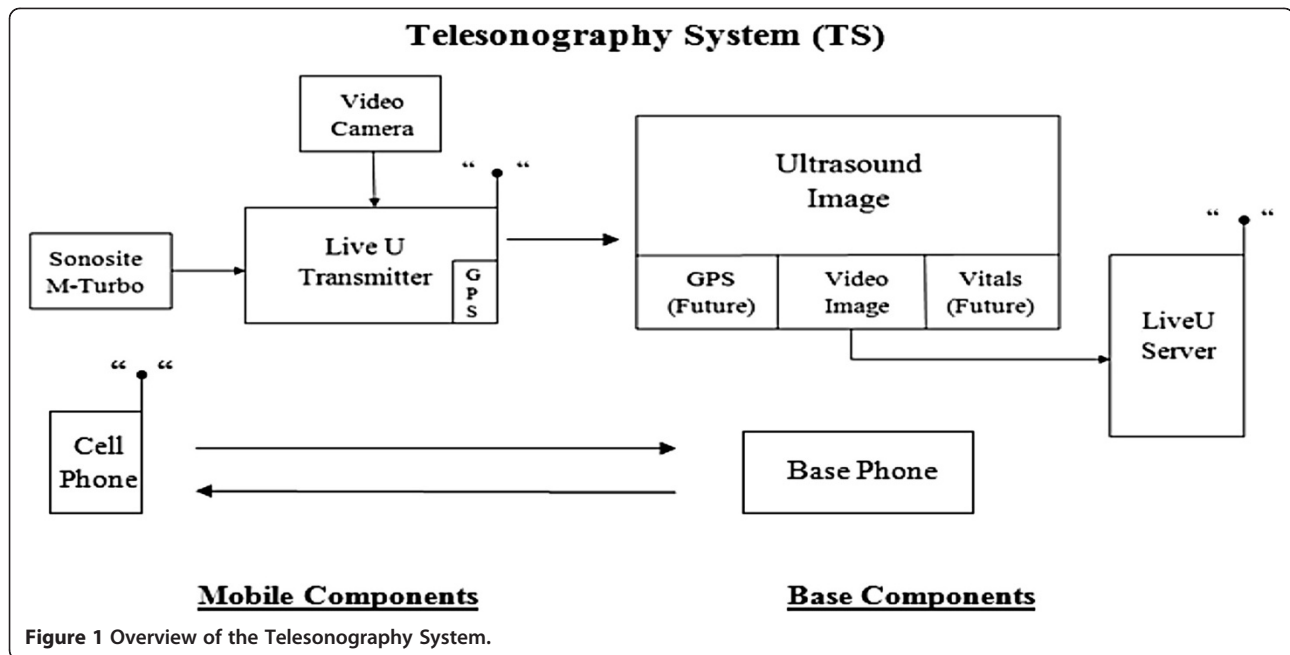 Telesonography System (TS)
Video
Camera
“ “
Sonosite
M-Turbo
Live U
Transmitter
G
P
S
Ultrasound
Image
GPS
(Future)
Video
Image
Vitals
(Future)
“ “
LiveU
Server
“ “
Cell
Phone
Base Phone
Mobile Components
Base Components
Figure 1 Overview of the Telesonography System.